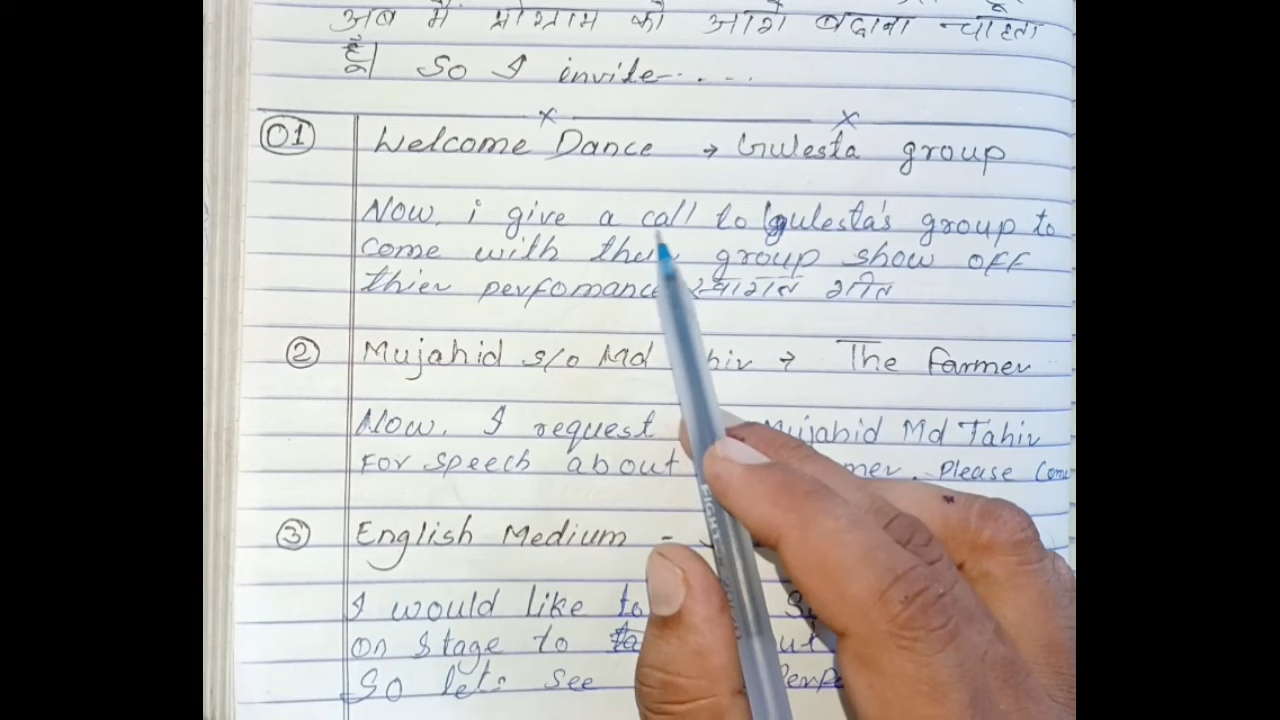 अब मैं प्रोग्राम को आगे बढाना चाहता
हूँ। So I invite.....
01 Welcome Dance → Gulesta group
Now, i give a call to gulesta's group to
come with their group show off
thier perfomance स्वागत गीत
2 Mujahid s/o Md → The Farmer
Now, I request Mujahid Md Tahir
For speech about Please come
3 English Medium -
I would like to
on stage to
So lets see